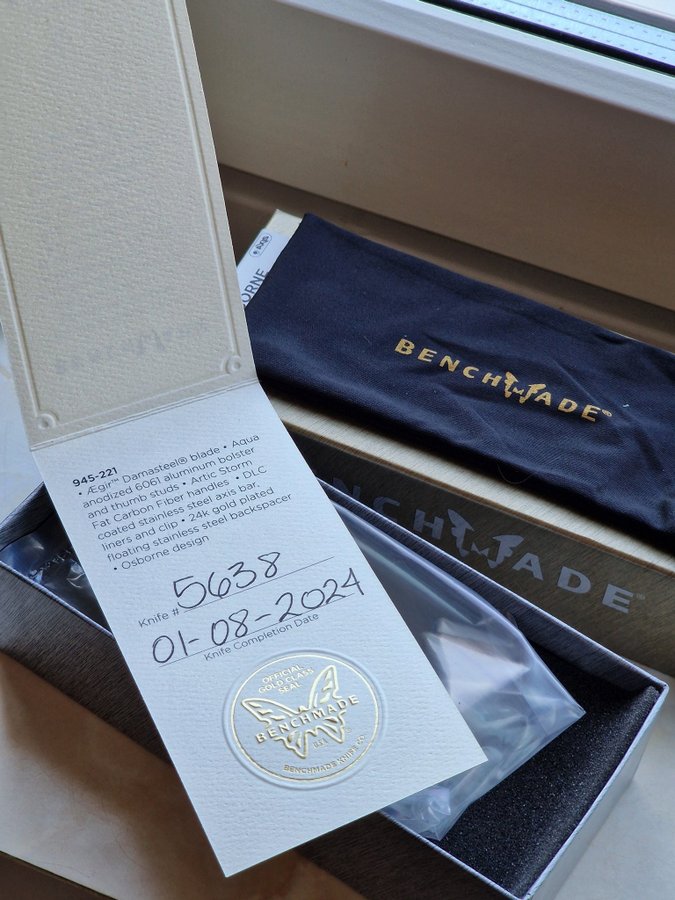 ORNE
BENCHMADE
BENCHMADE
945-221
• Ægir™ Damasteel® blade • Aqua
anodized 6061 aluminum bolster
and thumb studs • Artic Storm
Fat Carbon Fiber handles • DLC
coated stainless steel axis bar,
liners and clip • 24k gold plated
floating stainless steel backspacer
• Osborne design
Knife # 5638
01-08-2024
Knife Completion Date
OFFICIAL
GOLD CLASS
SEAL
BENCHMADE
BENCHMADE KNIFE CO.